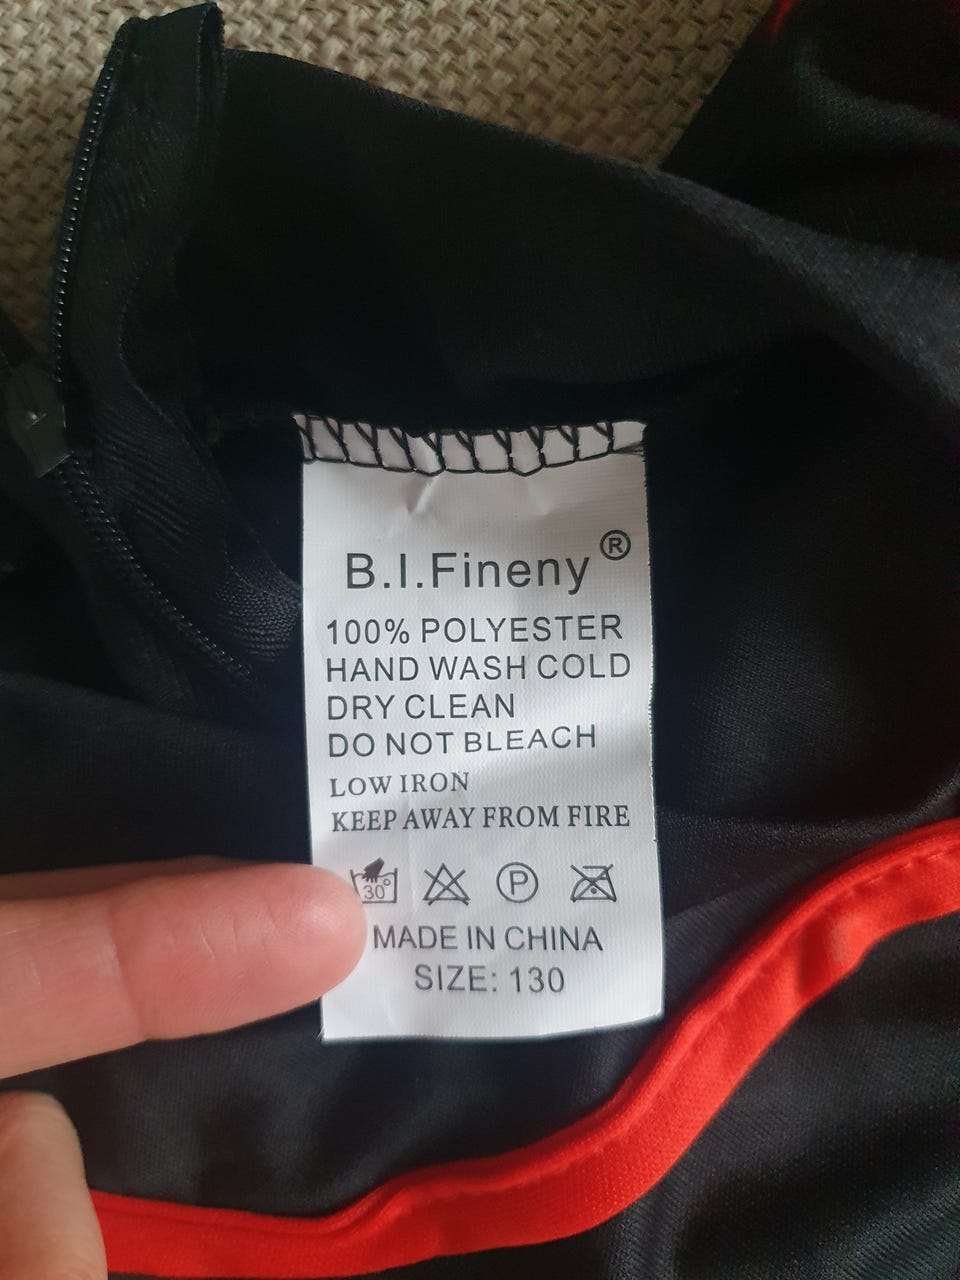 B.I.Fineny®
100% POLYESTER
HAND WASH COLD
DRY CLEAN
DO NOT BLEACH
LOW IRON
KEEP AWAY FROM FIRE
30° P
MADE IN CHINA
SIZE: 130